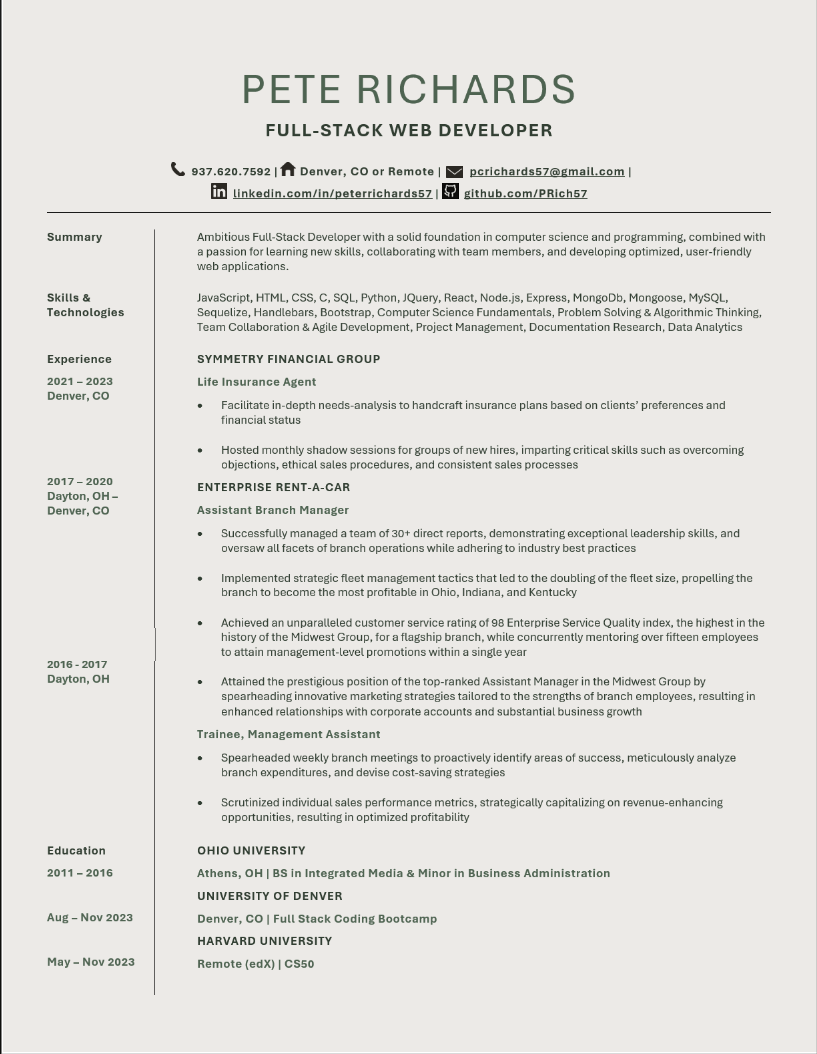 PETE RICHARDS
FULL-STACK WEB DEVELOPER
937.620.7592 | Denver, CO or Remote | pcrichards57@gmail.com |
linkedin.com/in/peterrichards57 | github.com/PRich57
Summary
Ambitious Full-Stack Developer with a solid foundation in computer science and programming, combined with
a passion for learning new skills, collaborating with team members, and developing optimized, user-friendly
web applications.
Skills &
Technologies
JavaScript, HTML, CSS, C, SQL, Python, JQuery, React, Node.js, Express, MongoDb, Mongoose, MySQL,
Sequelize, Handlebars, Bootstrap, Computer Science Fundamentals, Problem Solving & Algorithmic Thinking,
Team Collaboration & Agile Development, Project Management, Documentation Research, Data Analytics
Experience
SYMMETRY FINANCIAL GROUP
2021 – 2023
Denver, CO
Life Insurance Agent
• Facilitate in-depth needs-analysis to handcraft insurance plans based on clients' preferences and
financial status
• Hosted monthly shadow sessions for groups of new hires, imparting critical skills such as overcoming
objections, ethical sales procedures, and consistent sales processes
2017 – 2020
Dayton, OH –
Denver, CO
ENTERPRISE RENT-A-CAR
Assistant Branch Manager
• Successfully managed a team of 30+ direct reports, demonstrating exceptional leadership skills, and
oversaw all facets of branch operations while adhering to industry best practices
• Implemented strategic fleet management tactics that led to the doubling of the fleet size, propelling the
branch to become the most profitable in Ohio, Indiana, and Kentucky
• Achieved an unparalleled customer service rating of 98 Enterprise Service Quality index, the highest in the
history of the Midwest Group, for a flagship branch, while concurrently mentoring over fifteen employees
to attain management-level promotions within a single year
2016 - 2017
Dayton, OH
• Attained the prestigious position of the top-ranked Assistant Manager in the Midwest Group by
spearheading innovative marketing strategies tailored to the strengths of branch employees, resulting in
enhanced relationships with corporate accounts and substantial business growth
Trainee, Management Assistant
• Spearheaded weekly branch meetings to proactively identify areas of success, meticulously analyze
branch expenditures, and devise cost-saving strategies
• Scrutinized individual sales performance metrics, strategically capitalizing on revenue-enhancing
opportunities, resulting in optimized profitability
Education
OHIO UNIVERSITY
2011 – 2016
Athens, OH | BS in Integrated Media & Minor in Business Administration
UNIVERSITY OF DENVER
Aug – Nov 2023
Denver, CO | Full Stack Coding Bootcamp
HARVARD UNIVERSITY
May – Nov 2023
Remote (edX) | CS50